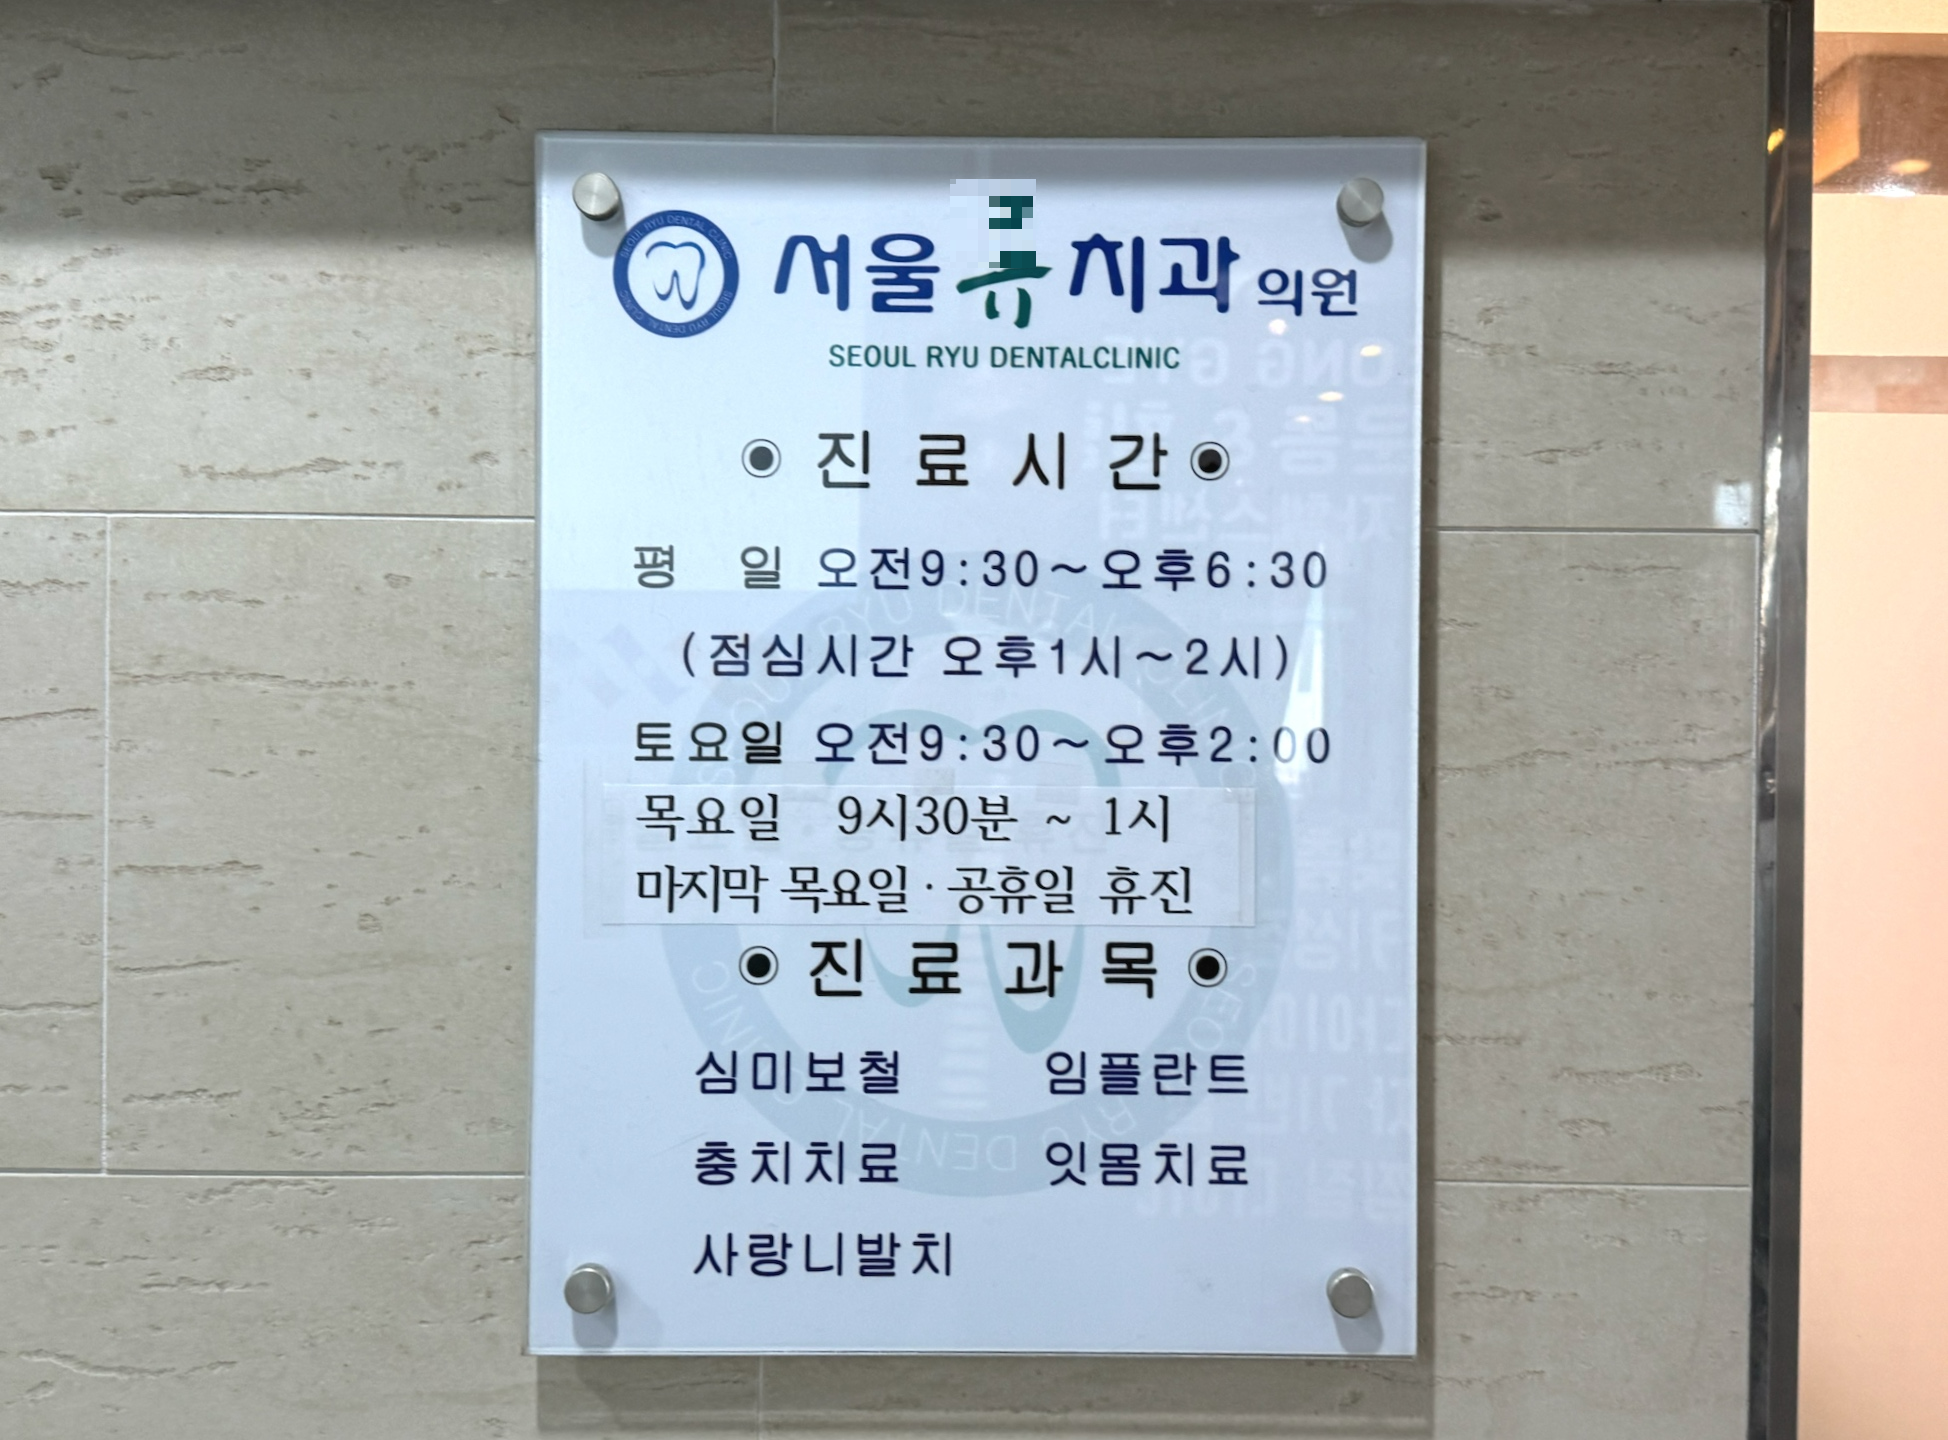 서울 치과 의원
SEOUL RYU DENTALCLINIC
◉ 진 료 시 간 ◉
평 일 오전9:30~오후6:30
(점심시간 오후1시~2시)
토요일 오전9:30~오후2:00
목요일 9시30분 ~ 1시
마지막 목요일·공휴일 휴진
◉ 진 료 과 목 ◉
심미보철 임플란트
충치치료 잇몸치료
사랑니발치